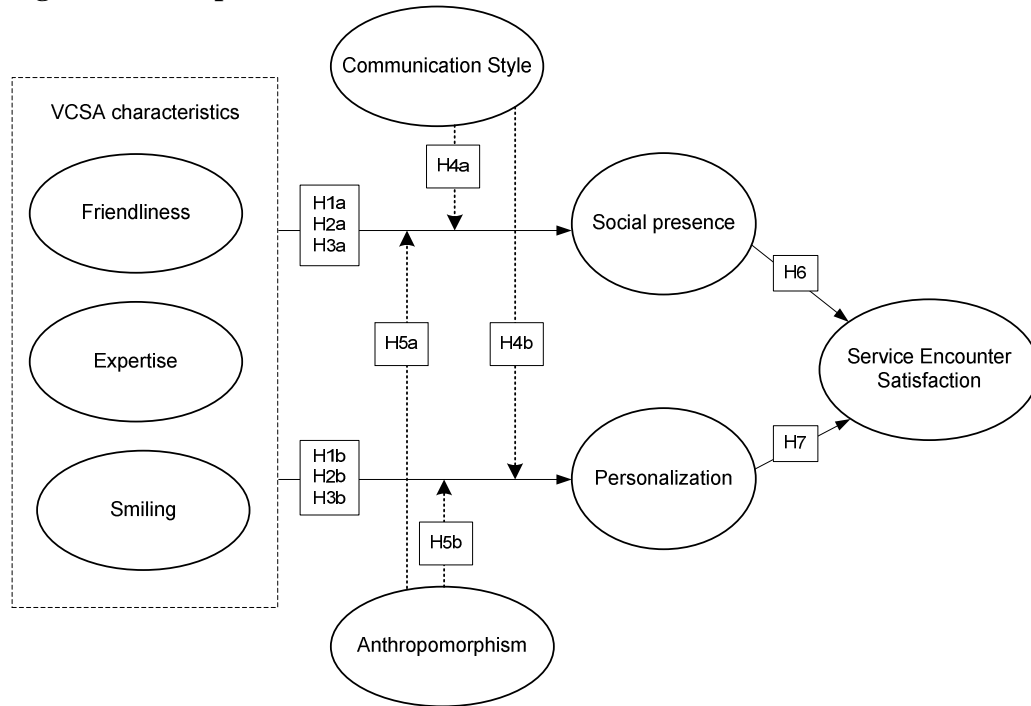 Communication Style
VCSA characteristics
H4a
Friendliness
H1a
H2a
H3a
Social presence
H6
H5a
H4b
Expertise
Service Encounter
Satisfaction
H1b
H2b
H3b
H7
Personalization
Smiling
H5b
Anthropomorphism